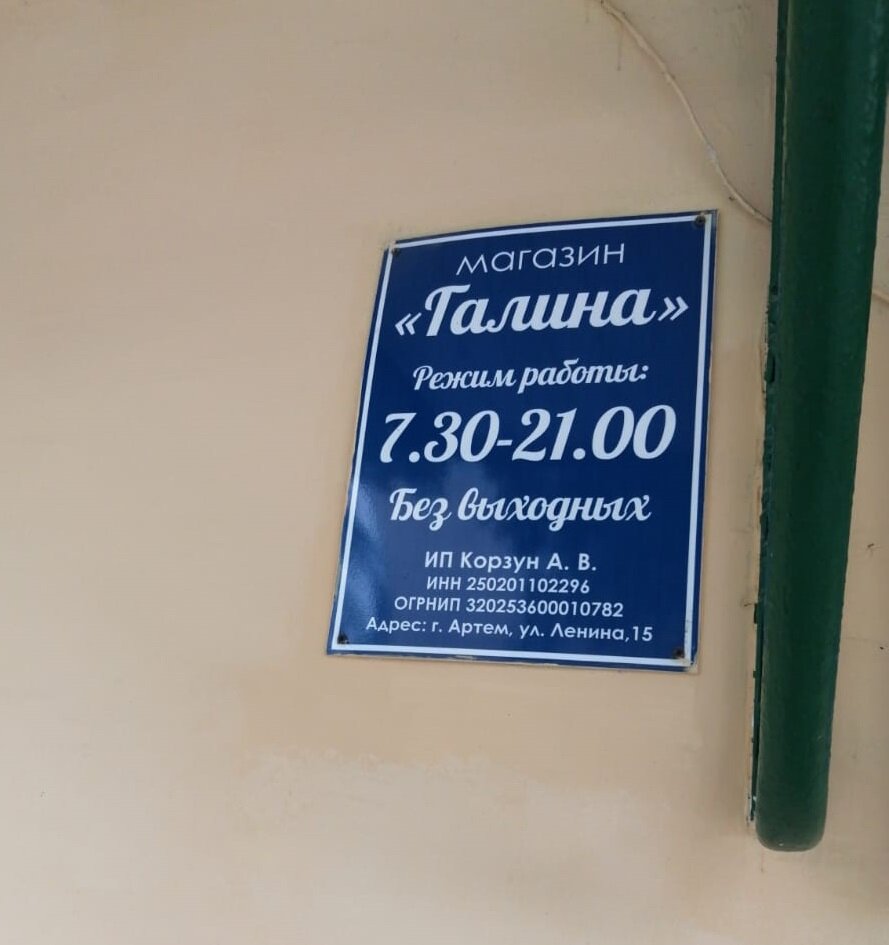 магазин
«Галина»
Режим работы:
7.30-21.00
Без выходных
ИП Корзун А. В.
ИНН 250201102296
ОГРНИП 320253600010782
Адрес: г. Артем, ул. Ленина,15